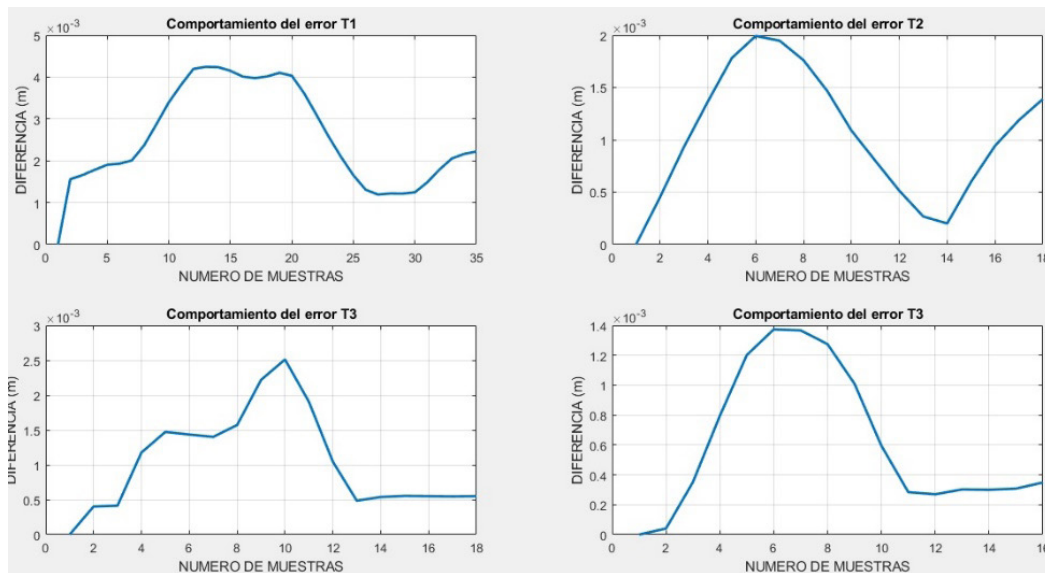 Comportamiento del error T1
×10⁻³
DIFERENCIA (m)
5
4
3
2
1
0
0 5 10 15 20 25 30 35
NUMERO DE MUESTRAS
Comportamiento del error T2
×10⁻³
DIFERENCIA (m)
2
1.5
1
0.5
0
0 2 4 6 8 10 12 14 16 18
NUMERO DE MUESTRAS
Comportamiento del error T3
×10⁻³
DIFERENCIA (m)
3
2.5
2
1.5
1
0.5
0
0 2 4 6 8 10 12 14 16 18
NUMERO DE MUESTRAS
Comportamiento del error T3
×10⁻³
DIFERENCIA (m)
1.4
1.2
1
0.8
0.6
0.4
0.2
0
0 2 4 6 8 10 12 14 16
NUMERO DE MUESTRAS